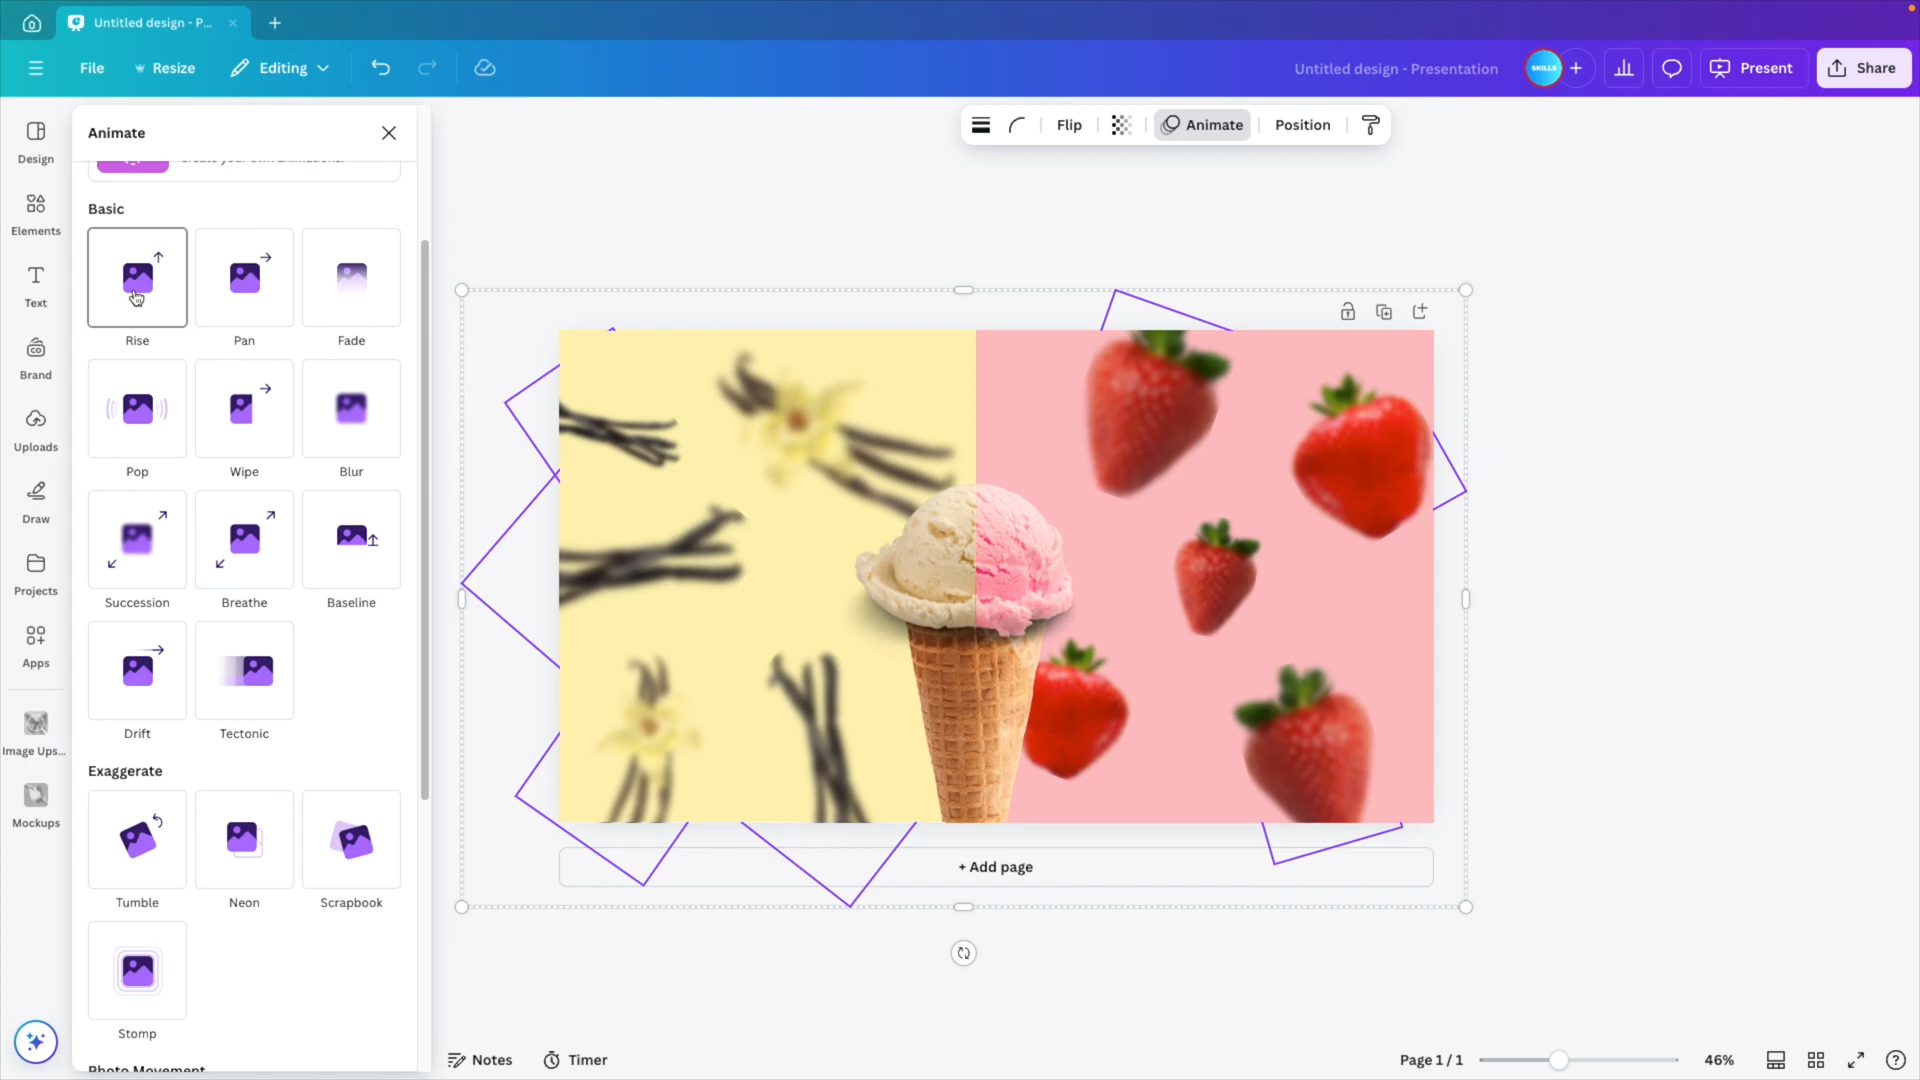 Untitled design - P...
File
Resize
Editing
Untitled design - Presentation
SKILLS
Present
Share
Design
Elements
Text
Brand
Uploads
Draw
Projects
Apps
Image Ups...
Mockups
Animate
Basic
Rise
Pan
Fade
Pop
Wipe
Blur
Succession
Breathe
Baseline
Drift
Tectonic
Exaggerate
Tumble
Neon
Scrapbook
Stomp
Photo Movement
Flip
Animate
Position
+ Add page
Notes
Timer
Page 1 / 1
46%